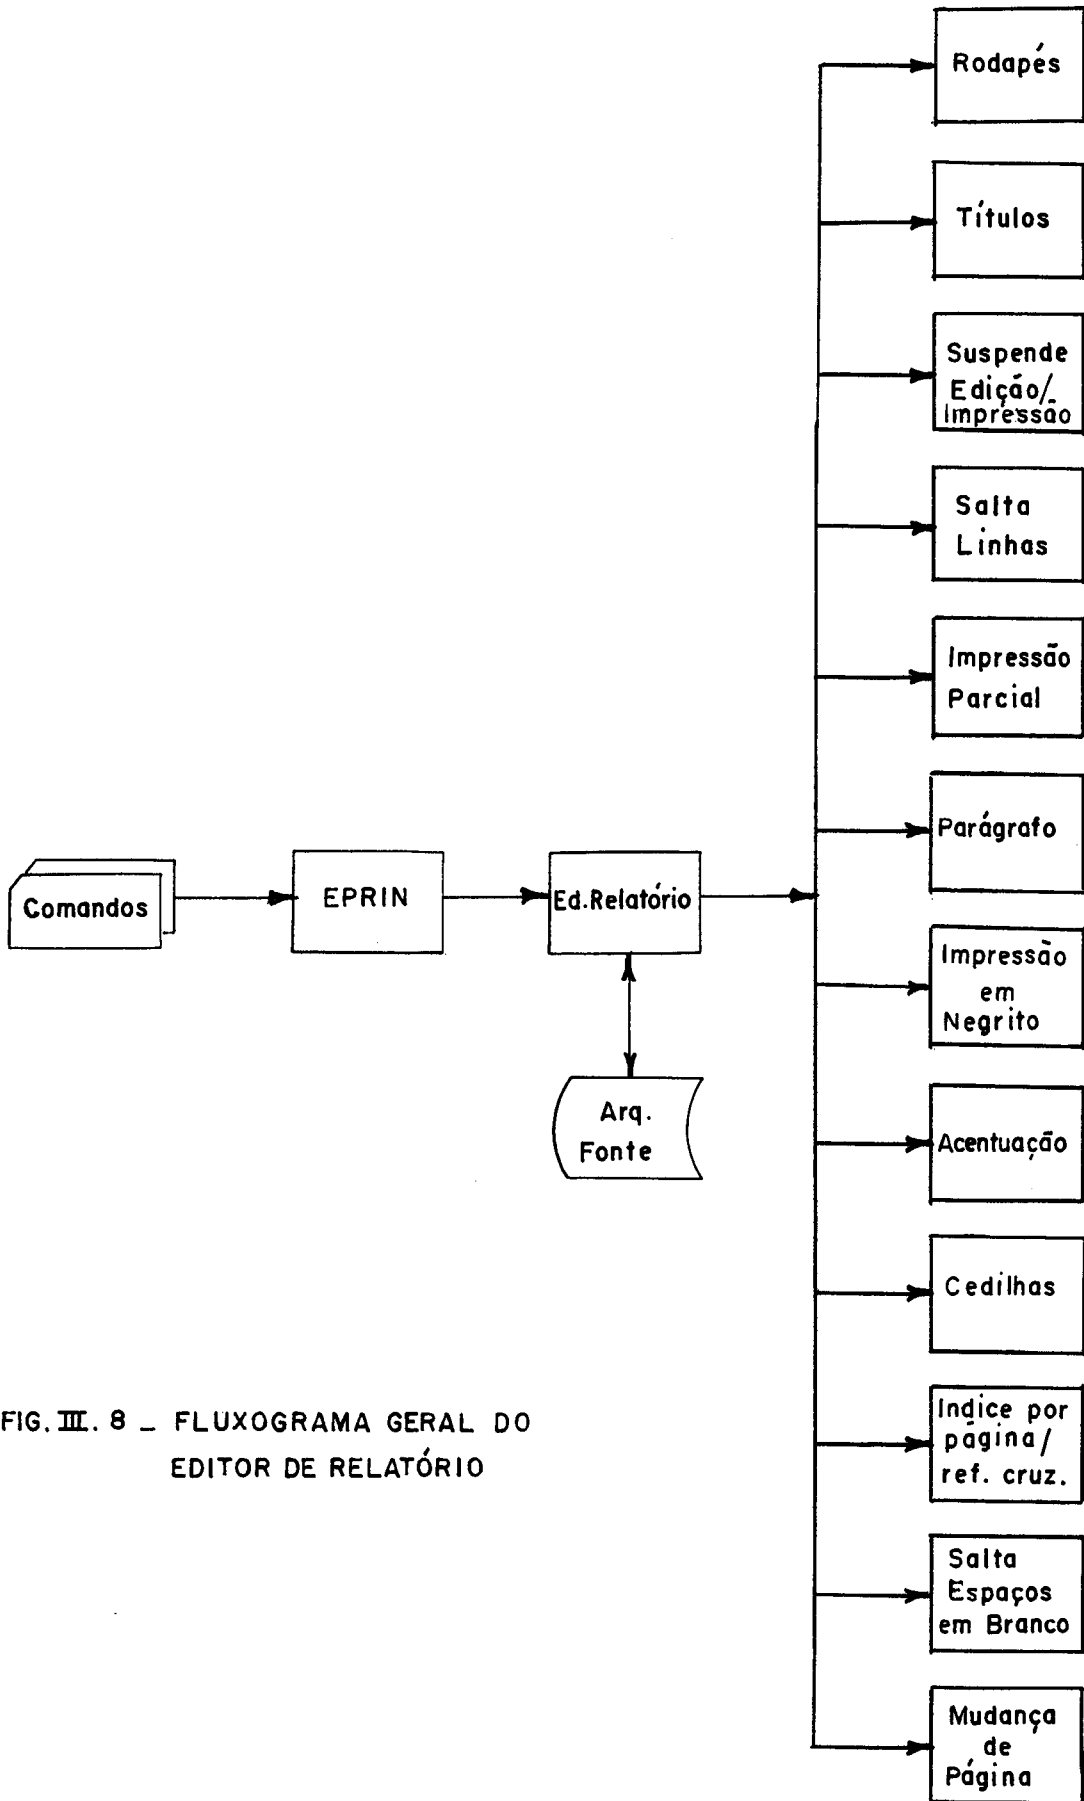 Rodapés
Títulos
Suspende
Edição/
Impressão
Salta
Linhas
Impressão
Parcial
Parágrafo
Comandos
EPRIN
Ed.Relatório
Impressão
em
Negrito
Arq.
Fonte
Acentuação
Cedilhas
Indice por
página/
ref. cruz.
FIG. III. 8 _ FLUXOGRAMA GERAL DO
EDITOR DE RELATÓRIO
Salta
Espaços
em Branco
Mudança
de
Página